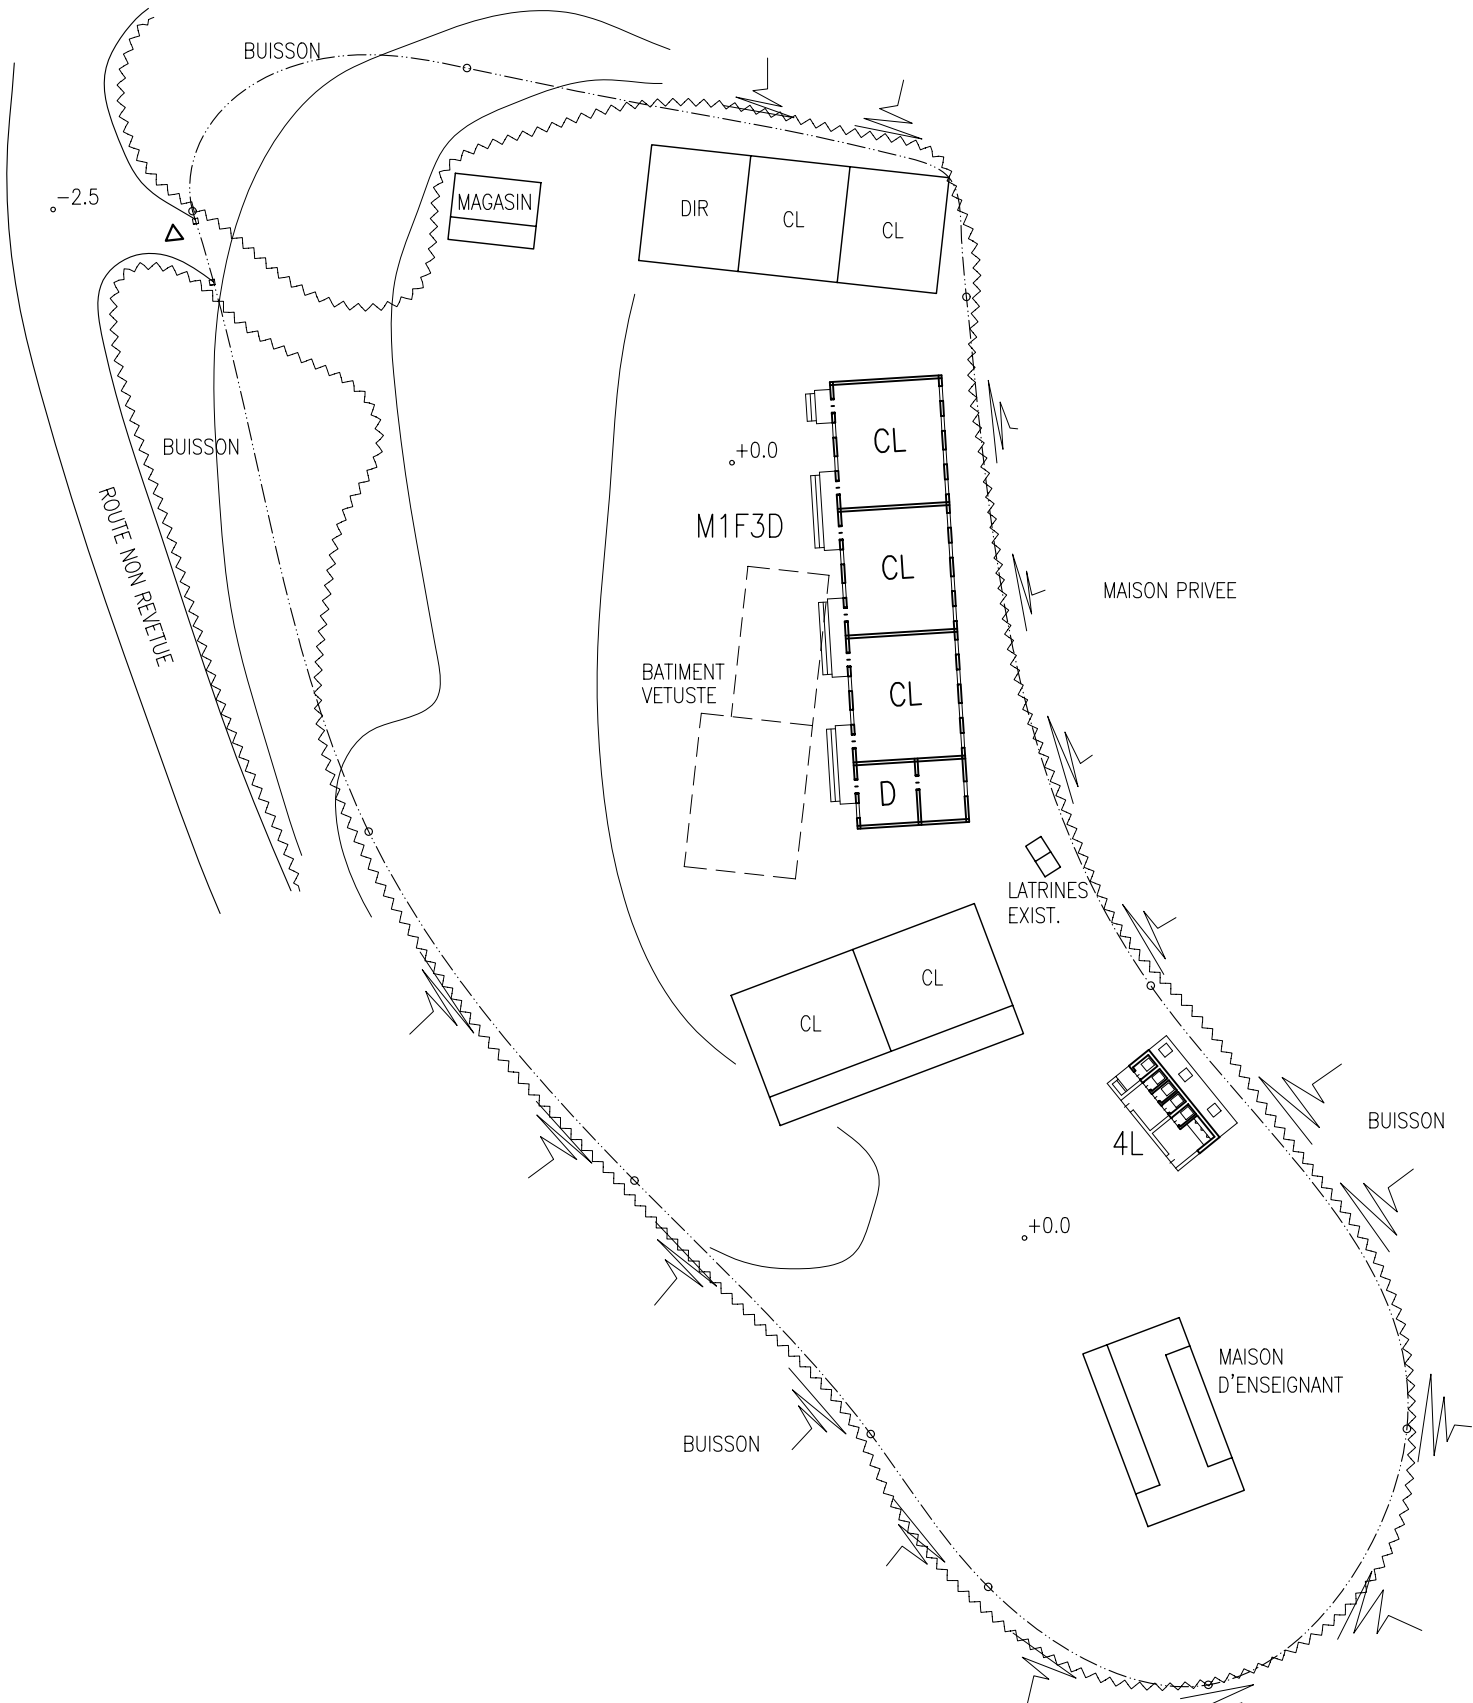 BUISSON
-2.5
MAGASIN
DIR
CL
CL
BUISSON
+0.0
CL
ROUTE NON REVETUE
M1F3D
CL
MAISON PRIVEE
BATIMENT
VETUSTE
CL
D
LATRINES
EXIST.
CL
CL
BUISSON
4L
+0.0
MAISON
D'ENSEIGNANT
BUISSON